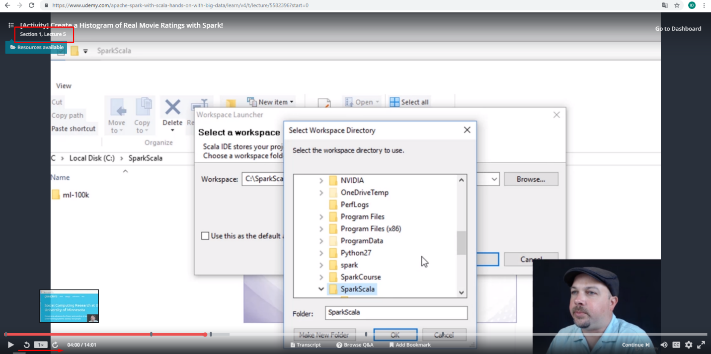 https://www.udemy.com/apache-spark-with-scala-hands-on-with-big-data/learn/v4/t/lecture/5503236?start=0
[Activity] Create a Histogram of Real Movie Ratings with Spark!
Section 1, Lecture 5
Go to Dashboard
Resources available
SparkScala
View
New item
Open
Select all
Cut
Copy path
Paste shortcut
Move to
Copy to
Delete
Organize
Local Disk (C:) > SparkScala
Name
ml-100k
Workspace Launcher
Select a workspace
Scala IDE stores your proj
Choose a workspace fold
Workspace: C:\SparkSca
Browse...
Use this as the default
Cancel
Select Workspace Directory
Select the workspace directory to use.
NVIDIA
OneDriveTemp
PerfLogs
Program Files
Program Files (x86)
ProgramData
Python27
spark
SparkCourse
SparkScala
Folder: SparkScala
Make New Folder
OK
Cancel
04:00 / 14:01
Transcript
Browse Q&A
Add Bookmark
Continue